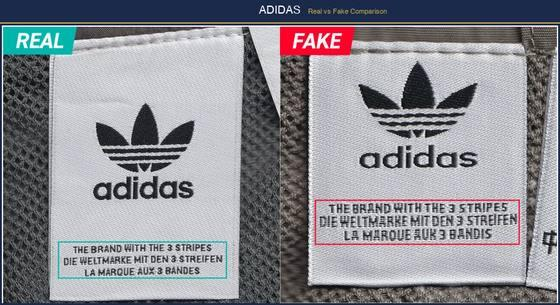 ADIDAS Real vs Fake Comparison
REAL
adidas
THE BRAND WITH THE 3 STRIPES
DIE WELTMARKE MIT DEN 3 STREIFEN
LA MARQUE AUX 3 BANDES
FAKE
adidas
THE BRAND WITH THE 3 STRIPES
DIE WELTMARKE MIT DEN 3 STREIFEN
LA MARQUE AUK 3 BANDIS